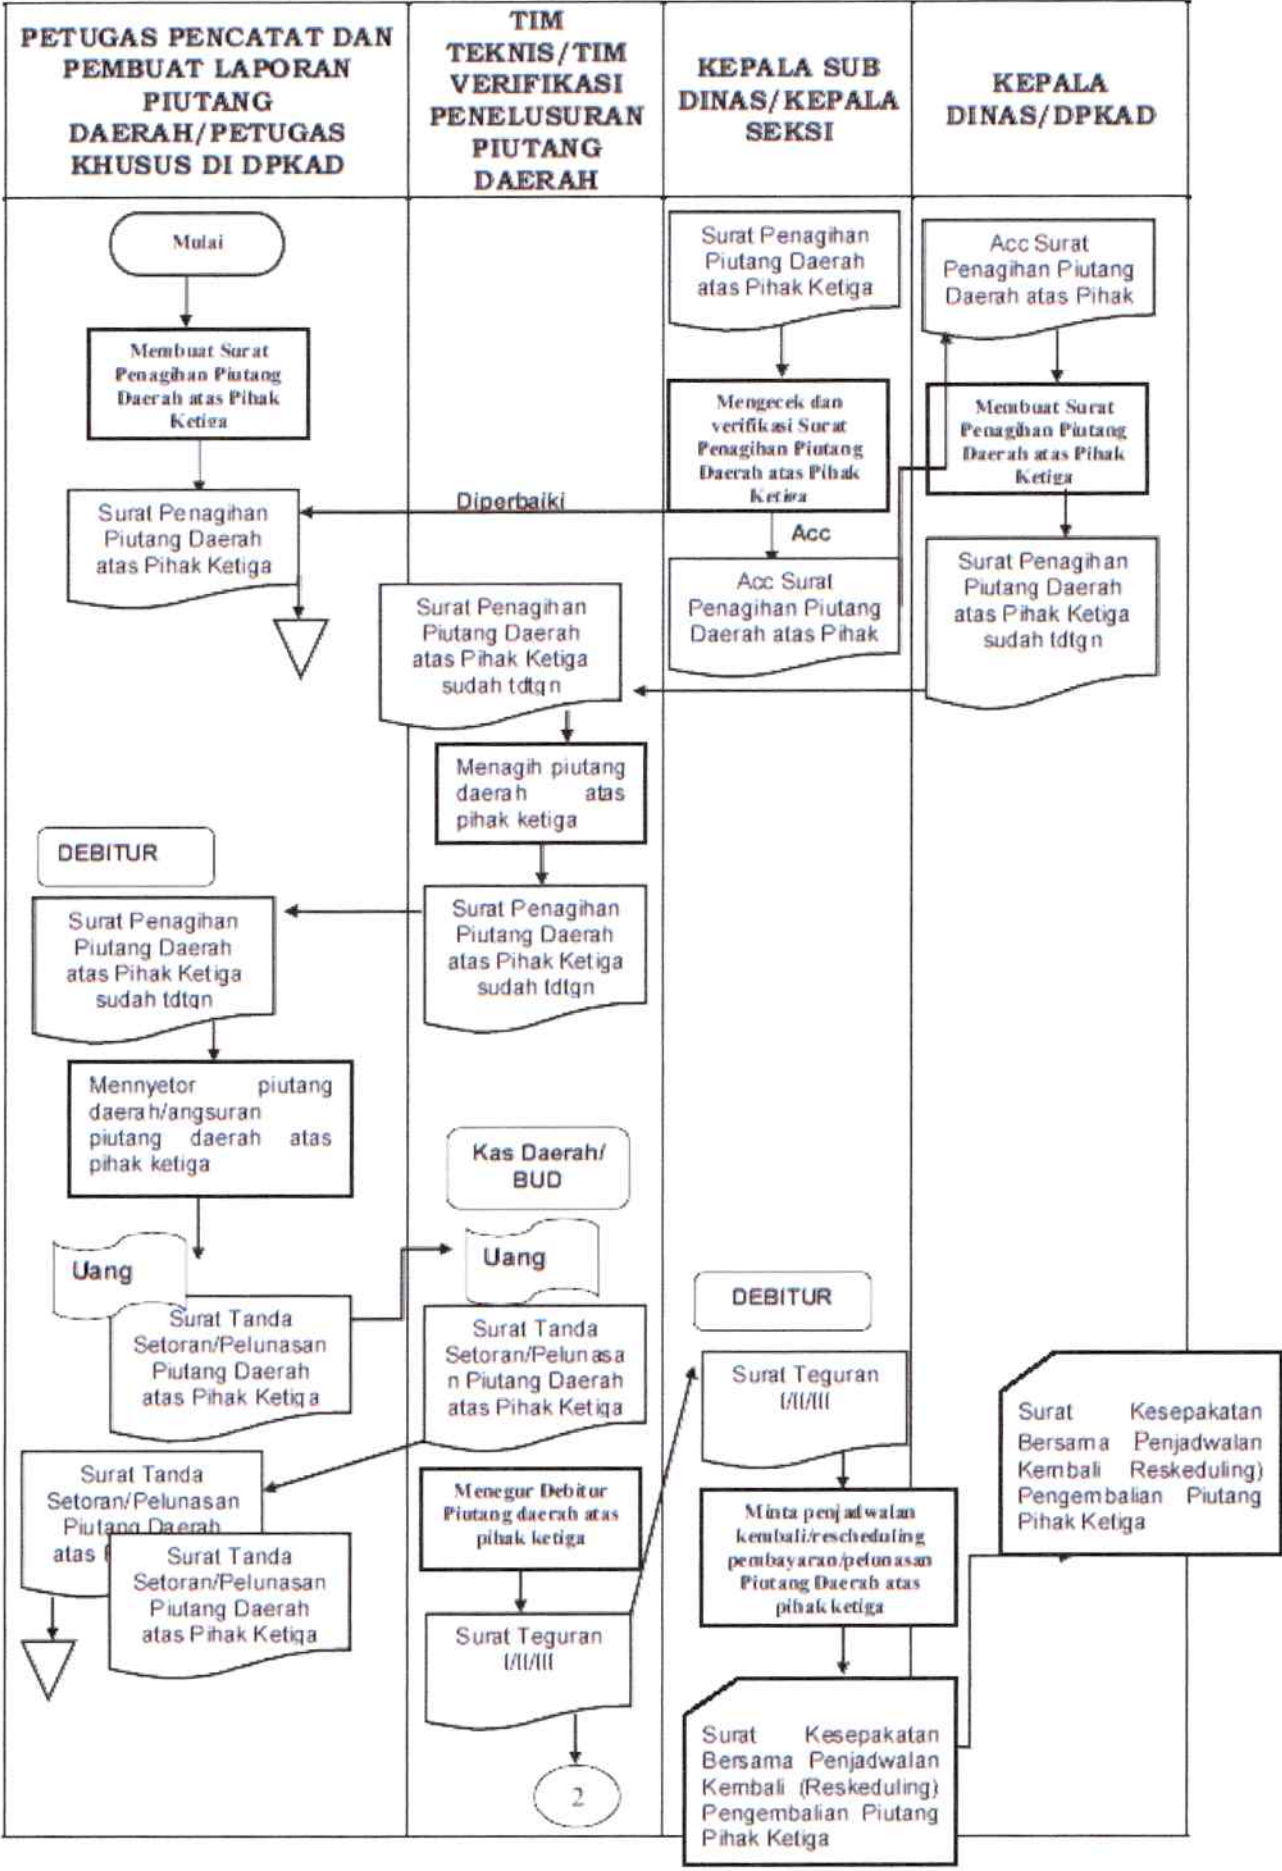 PETUGAS PENCATAT DAN
PEMBUAT LAPORAN
PIUTANG
DAERAH/PETUGAS
KHUSUS DI DPKAD
TIM
TEKNIS/TIM
VERIFIKASI
PENELUSURAN
PIUTANG
DAERAH
KEPALA SUB
DINAS/KEPALA
SEKSI
KEPALA
DINAS/DPKAD
Mulai
Membuat Surat
Penagihan Piutang
Daerah atas Pihak
Ketiga
Surat Penagihan
Piutang Daerah
atas Pihak Ketiga
Surat Penagihan
Piutang Daerah
atas Pihak Ketiga
Mengecek dan
verifikasi Surat
Penagihan Piutang
Daerah atas Pihak
Ketiga
Diperbaiki
Acc
Acc Surat
Penagihan Piutang
Daerah atas Pihak
Acc Surat
Penagihan Piutang
Daerah atas Pihak
Membuat Surat
Penagihan Piutang
Daerah atas Pihak
Ketiga
Surat Penagihan
Piutang Daerah
atas Pihak Ketiga
sudah tdtgn
Surat Penagihan
Piutang Daerah
atas Pihak Ketiga
sudah tdtgn
Menagih piutang
daerah atas
pihak ketiga
Surat Penagihan
Piutang Daerah
atas Pihak Ketiga
sudah tdtgn
DEBITUR
Surat Penagihan
Piutang Daerah
atas Pihak Ketiga
sudah tdtgn
Mennyetor piutang
daerah/angsuran
piutang daerah atas
pihak ketiga
Uang
Surat Tanda
Setoran/Pelunasan
Piutang Daerah
atas Pihak Ketiga
Kas Daerah/
BUD
Uang
Surat Tanda
Setoran/Pelunasa
n Piutang Daerah
atas Pihak Ketiga
Surat Tanda
Setoran/Pelunasan
Piutang Daerah
atas
Surat Tanda
Setoran/Pelunasan
Piutang Daerah
atas Pihak Ketiga
Menegur Debitur
Piutang daerah atas
pihak ketiga
Surat Teguran
I/II/III
2
DEBITUR
Surat Teguran
I/II/III
Minta penjadwalan
kembali/rescheduling
pembayaran/pelunasan
Piutang Daerah atas
pihak ketiga
Surat Kesepakatan
Bersama Penjadwalan
Kembali (Reskeduling)
Pengembalian Piutang
Pihak Ketiga
Surat Kesepakatan
Bersama Penjadwalan
Kembali Reskeduling)
Pengembalian Piutang
Pihak Ketiga